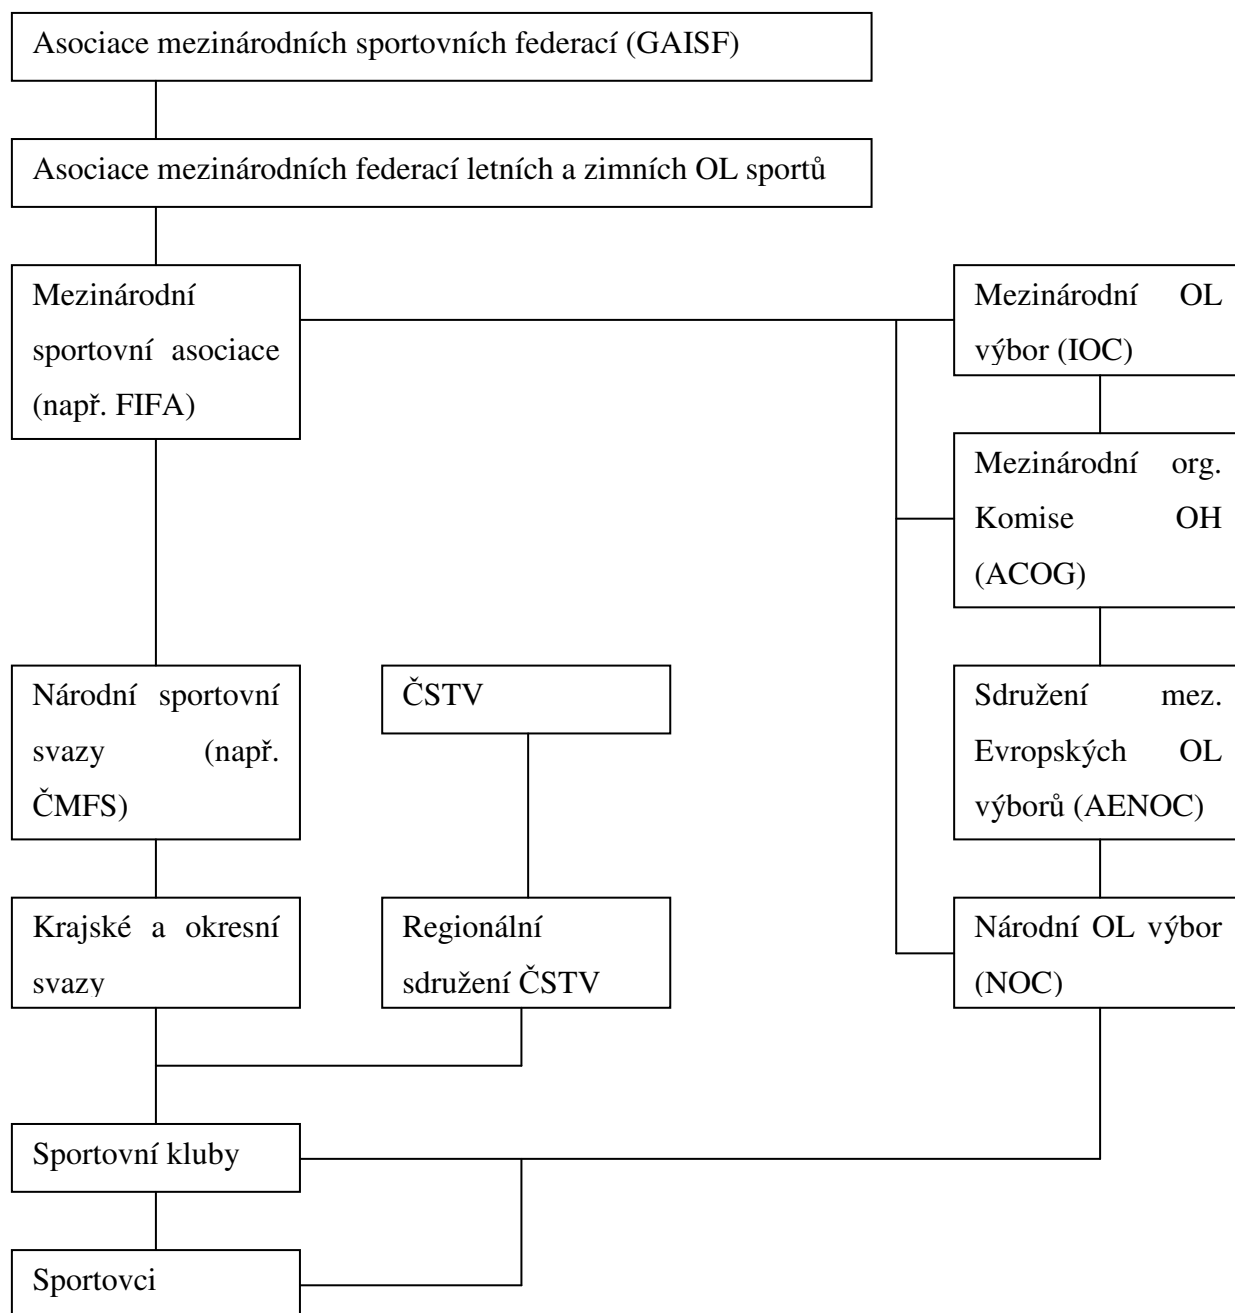 Asociace mezinárodních sportovních federací (GAISF)
Asociace mezinárodních federací letních a zimních OL sportů
Mezinárodní
sportovní asociace
(např. FIFA)
Mezinárodní OL
výbor (IOC)
Mezinárodní org.
Komise OH
(ACOG)
Národní sportovní
svazy (např.
ČMFS)
ČSTV
Sdružení mez.
Evropských OL
výborů (AENOC)
Krajské a okresní
svazy
Regionální
sdružení ČSTV
Národní OL výbor
(NOC)
Sportovní kluby
Sportovci